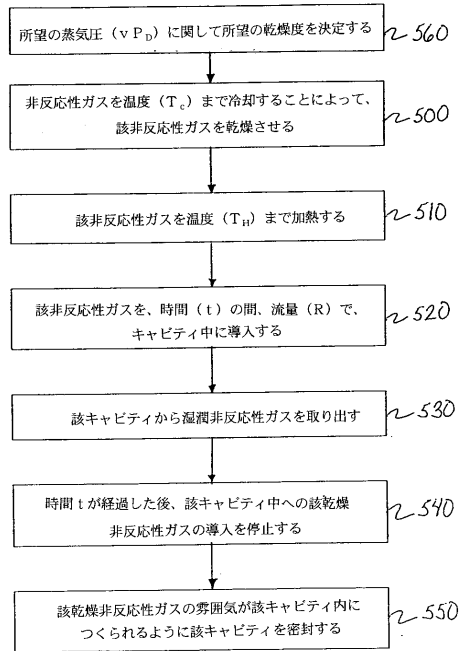 所望の蒸気圧（ｖＰD）に関して所望の乾燥度を決定する
560
非反応性ガスを温度（Ｔc）まで冷却することによって、
該非反応性ガスを乾燥させる
500
該非反応性ガスを温度（ＴH）まで加熱する
510
該非反応性ガスを、時間（ｔ）の間、流量（Ｒ）で、
キャビティ中に導入する
520
該キャビティから湿潤非反応性ガスを取り出す
530
時間ｔが経過した後、該キャビティ中への該乾燥
非反応性ガスの導入を停止する
540
該乾燥非反応性ガスの雰囲気が該キャビティ内に
つくられるように該キャビティを密封する
550